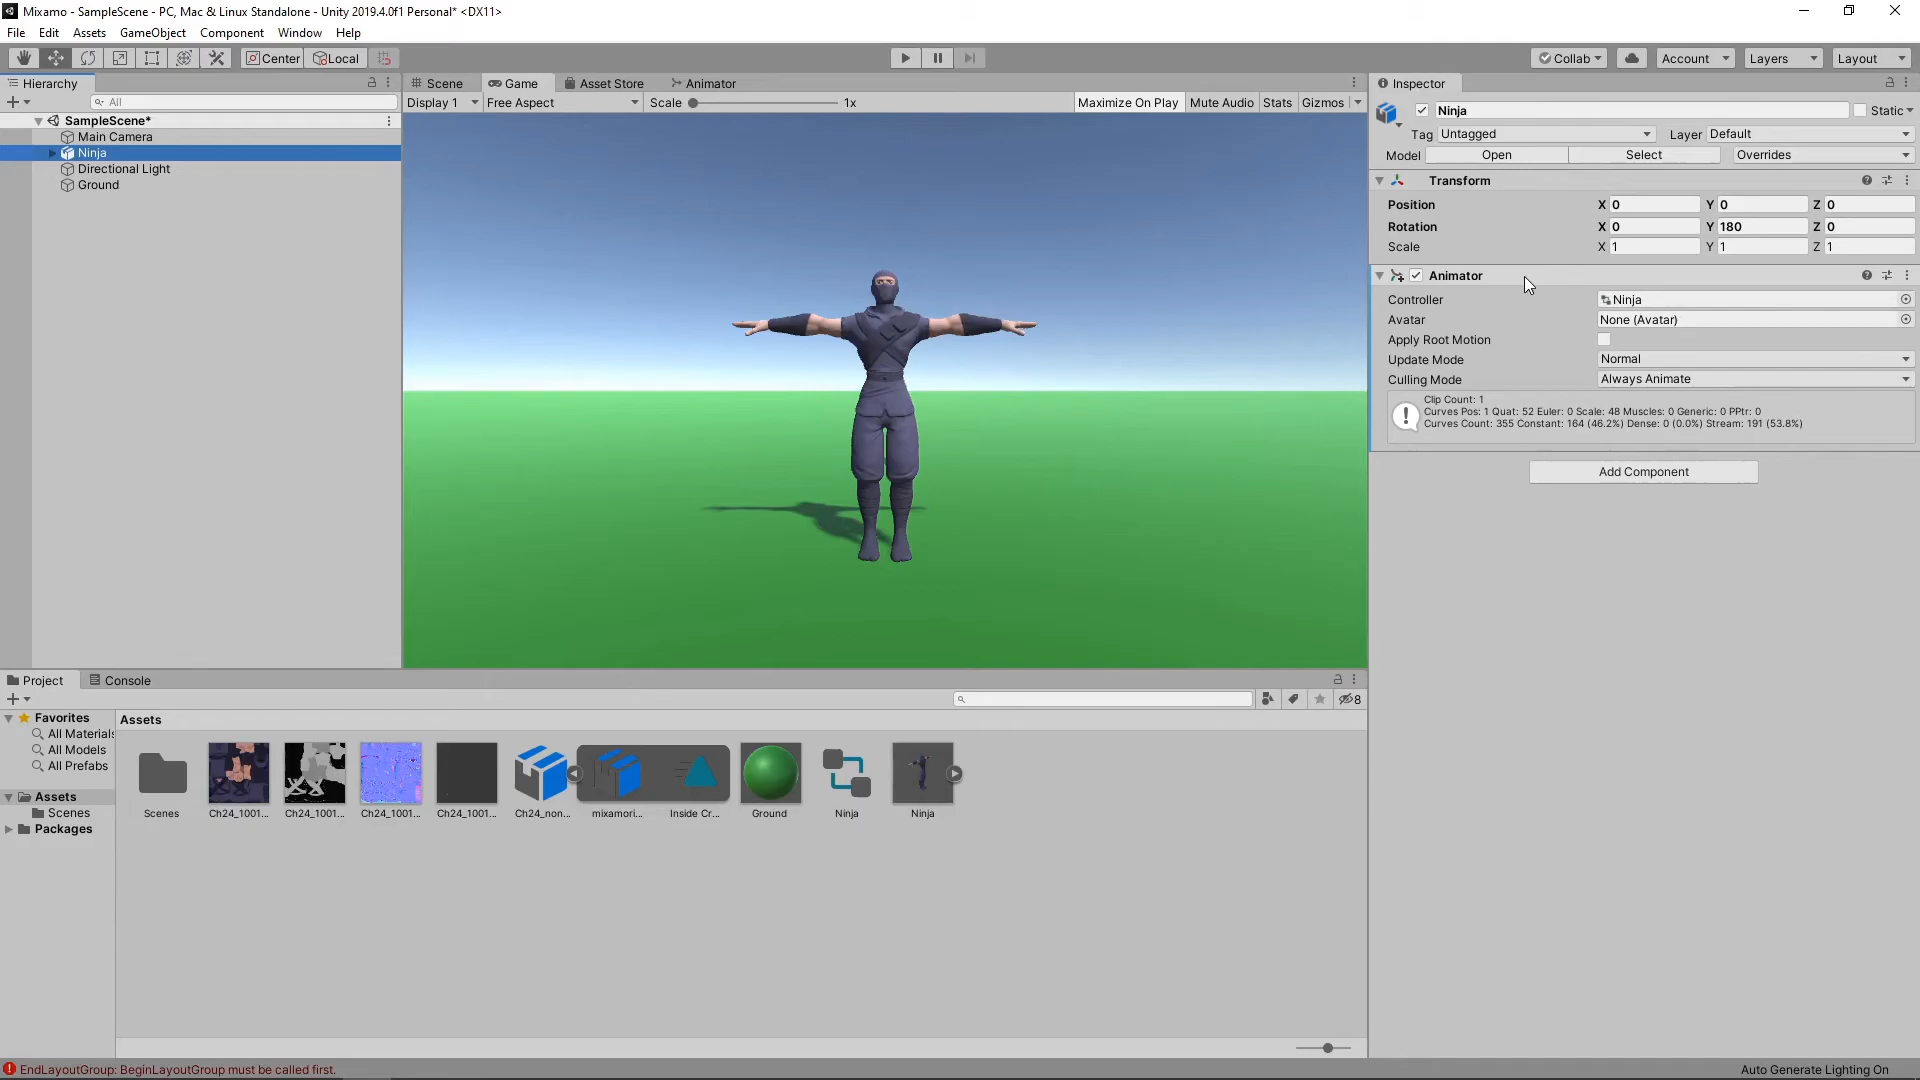 Mixamo - SampleScene - PC, Mac & Linux Standalone - Unity 2019.4.0f1 Personal* <DX11>
File Edit Assets GameObject Component Window Help
Center Local Collab Account Layers Layout
Hierarchy
All
SampleScene*
Main Camera
Ninja
Directional Light
Ground
Scene Game Asset Store Animator
Display 1 Free Aspect Scale 1x Maximize On Play Mute Audio Stats Gizmos
Inspector
Ninja Static
Tag Untagged Layer Default
Model Open Select Overrides
Transform
Position X 0 Y 0 Z 0
Rotation X 0 Y 180 Z 0
Scale X 1 Y 1 Z 1
Animator
Controller Ninja
Avatar None (Avatar)
Apply Root Motion
Update Mode Normal
Culling Mode Always Animate
Clip Count: 1
Curves Pos: 1 Quat: 52 Euler: 0 Scale: 48 Muscles: 0 Generic: 0 PPtr: 0
Curves Count: 355 Constant: 164 (46.2%) Dense: 0 (0.0%) Stream: 191 (53.8%)
Add Component
Project Console
8
Favorites
All Materials
All Models
All Prefabs
Assets
Scenes
Packages
Assets
Scenes Ch24_1001... Ch24_1001... Ch24_1001... Ch24_1001... Ch24_non... mixamori... Inside Cr... Ground Ninja Ninja
EndLayoutGroup: BeginLayoutGroup must be called first.
Auto Generate Lighting On